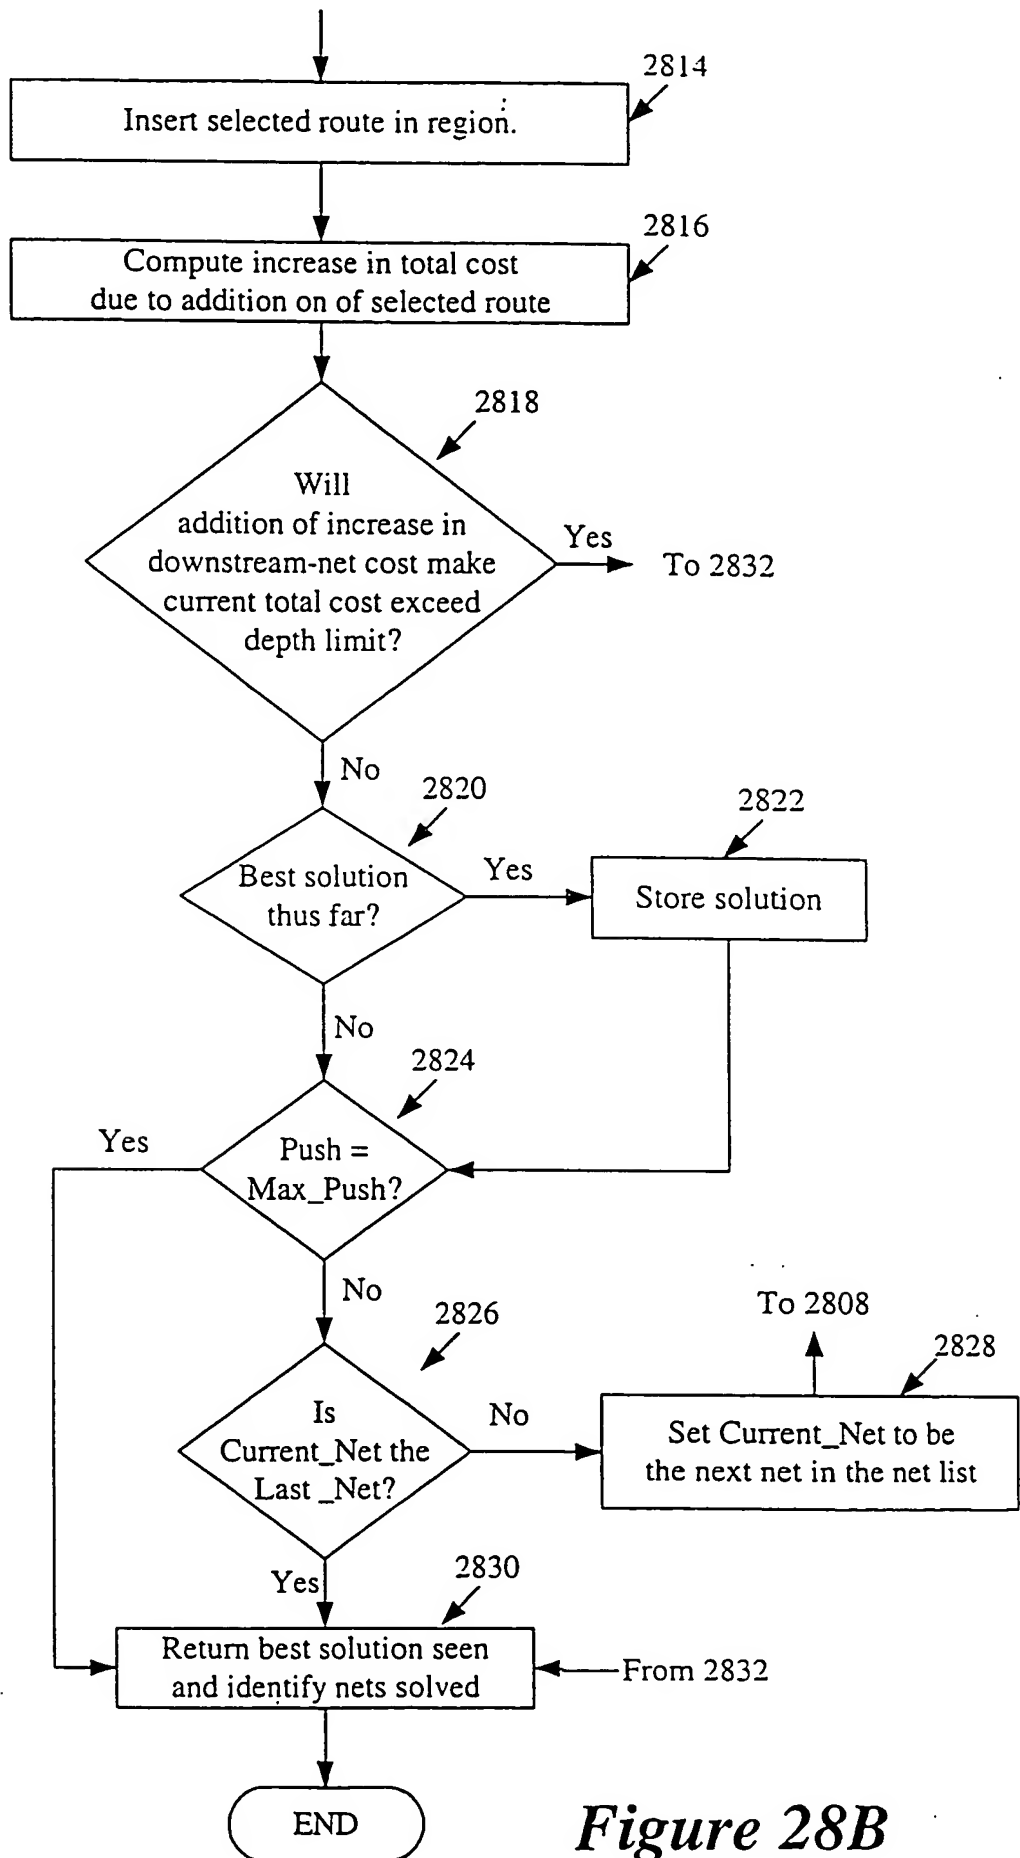 2814
Insert selected route in region.
2816
Compute increase in total cost
due to addition on of selected route
2818
Will
addition of increase in
downstream-net cost make
current total cost exceed
depth limit?
Yes
To 2832
No
2820
2822
Best solution
thus far?
Yes
Store solution
No
2824
Yes
Push =
Max_Push?
No
2826
To 2808
2828
Is
Current_Net the
Last _Net?
No
Set Current_Net to be
the next net in the net list
Yes
2830
Return best solution seen
and identify nets solved
From 2832
END
Figure 28B